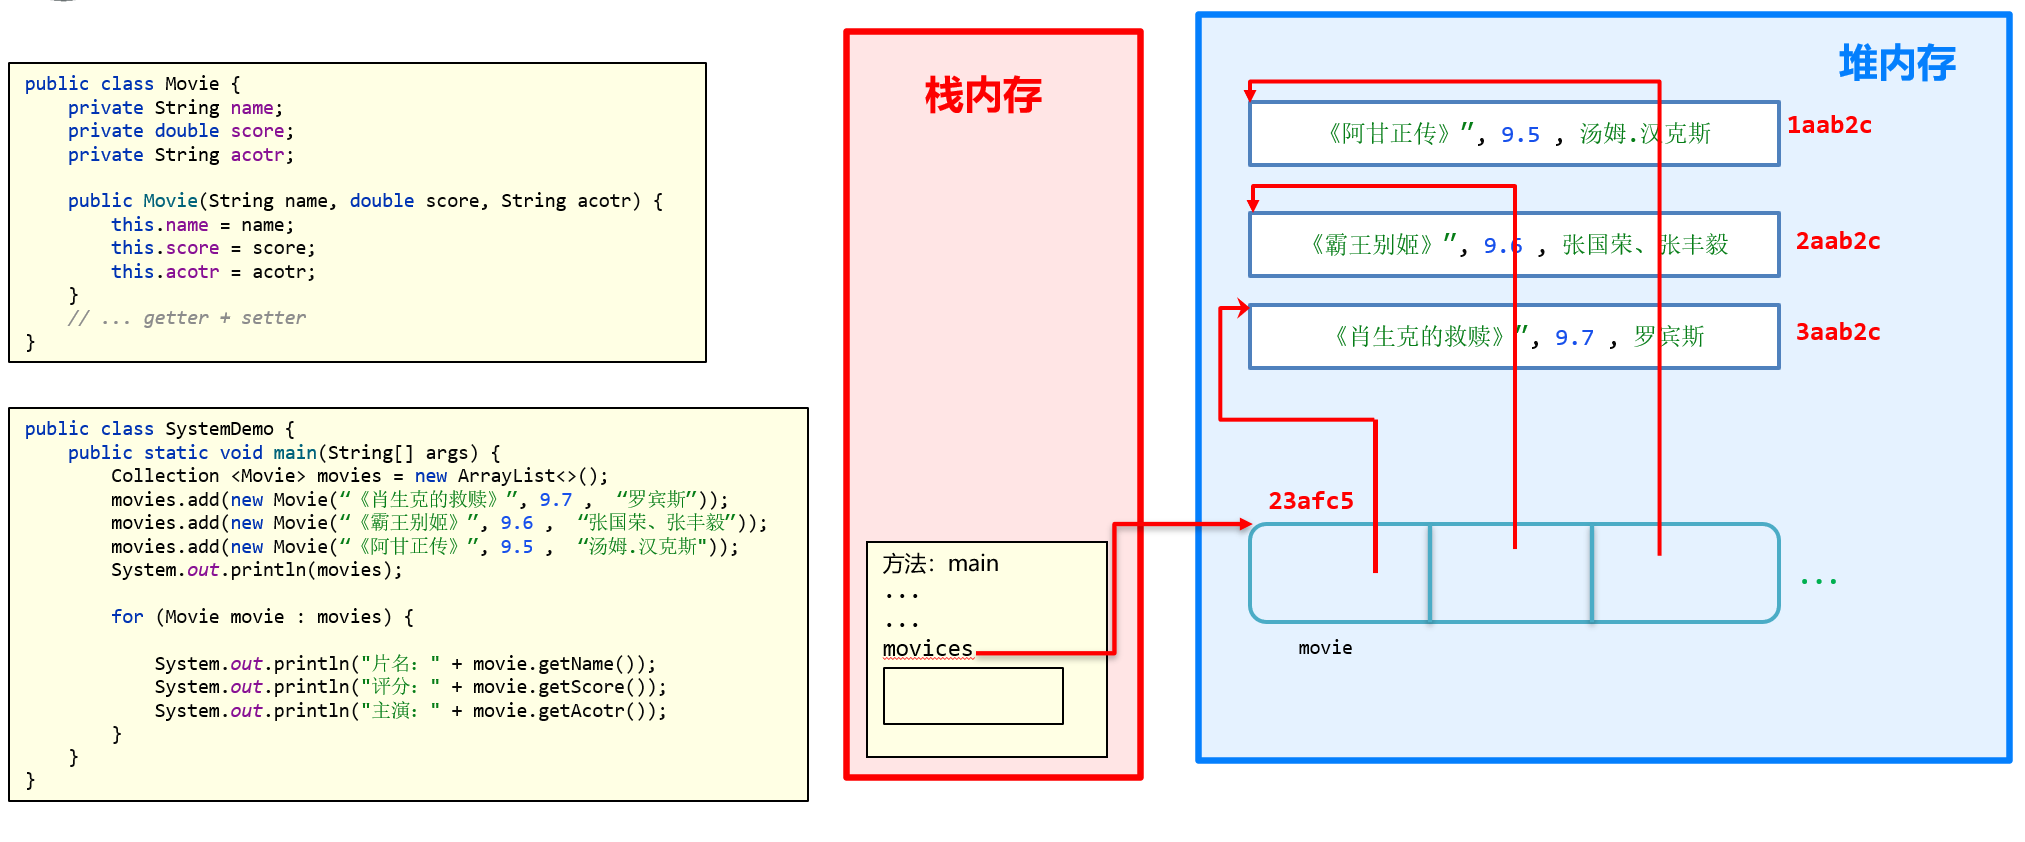 public class Movie {
    private String name;
    private double score;
    private String acotr;
    public Movie(String name, double score, String acotr) {
        this.name = name;
        this.score = score;
        this.acotr = acotr;
    }
    // ... getter + setter
}
public class SystemDemo {
    public static void main(String[] args) {
        Collection <Movie> movies = new ArrayList<>();
        movies.add(new Movie(“《肖生克的救赎》”, 9.7 ,  “罗宾斯”));
        movies.add(new Movie(“《霸王别姬》”, 9.6 ,  “张国荣、张丰毅”));
        movies.add(new Movie(“《阿甘正传》”, 9.5 ,  “汤姆.汉克斯"));
        System.out.println(movies);
        for (Movie movie : movies) {
            System.out.println("片名：" + movie.getName());
            System.out.println("评分：" + movie.getScore());
            System.out.println("主演：" + movie.getAcotr());
        }
    }
}
栈内存
方法：main
...
...
movices
堆内存
《阿甘正传》”, 9.5 , 汤姆.汉克斯
1aab2c
《霸王别姬》”, 9.6 , 张国荣、张丰毅
2aab2c
《肖生克的救赎》”, 9.7 , 罗宾斯
3aab2c
23afc5
...
movie